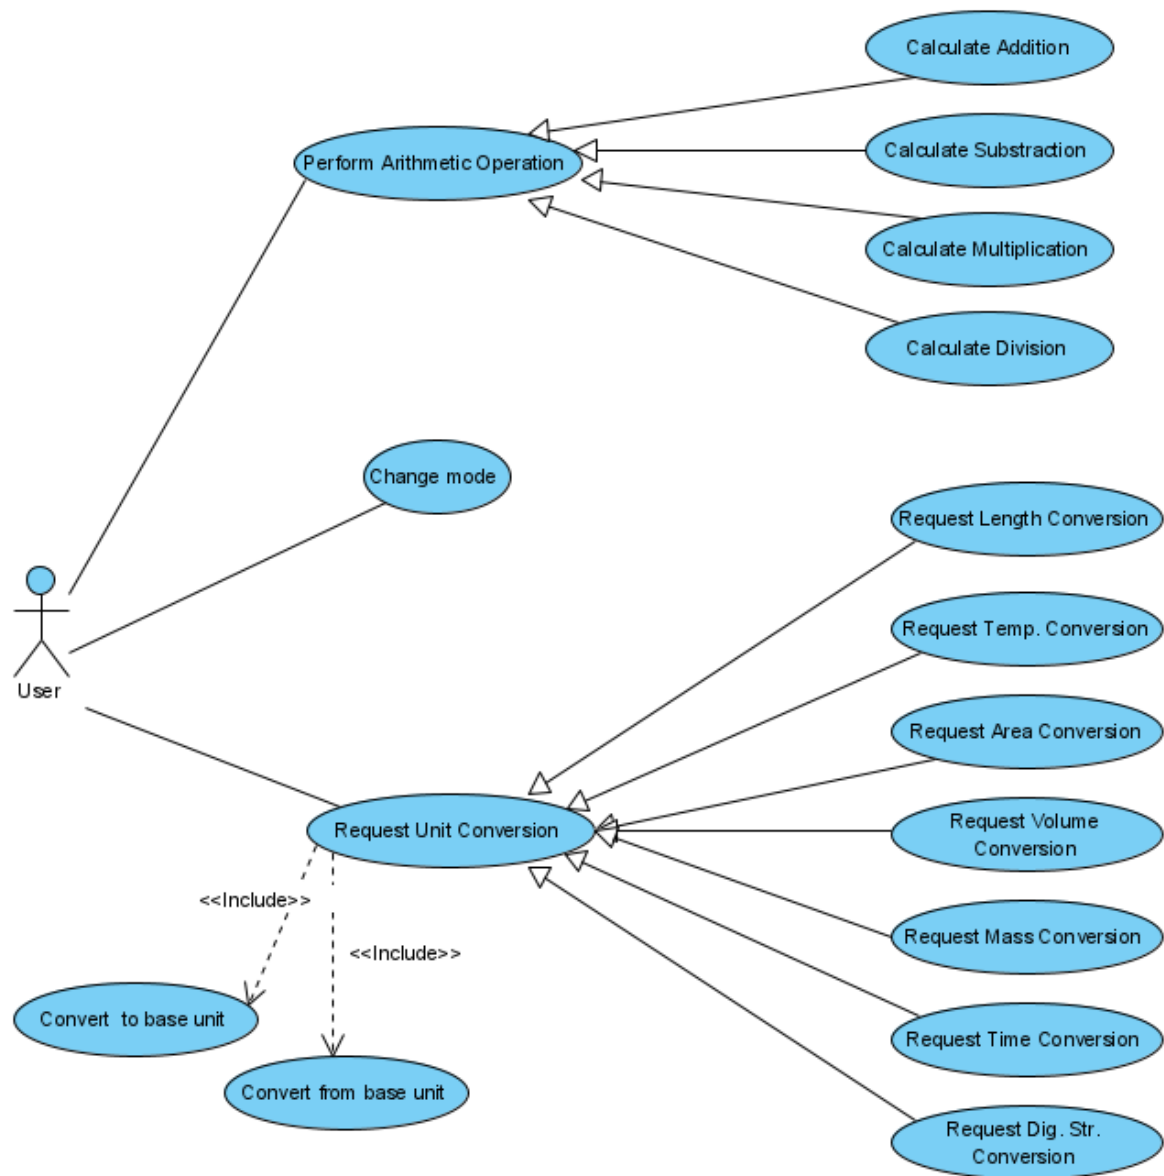 Calculate Addition
Perform Arithmetic Operation
Calculate Substraction
Calculate Multiplication
Calculate Division
Change mode
Request Length Conversion
Request Temp. Conversion
User
Request Area Conversion
Request Unit Conversion
Request Volume
Conversion
<<Include>>
<<Include>>
Request Mass Conversion
Convert to base unit
Request Time Conversion
Convert from base unit
Request Dig. Str.
Conversion